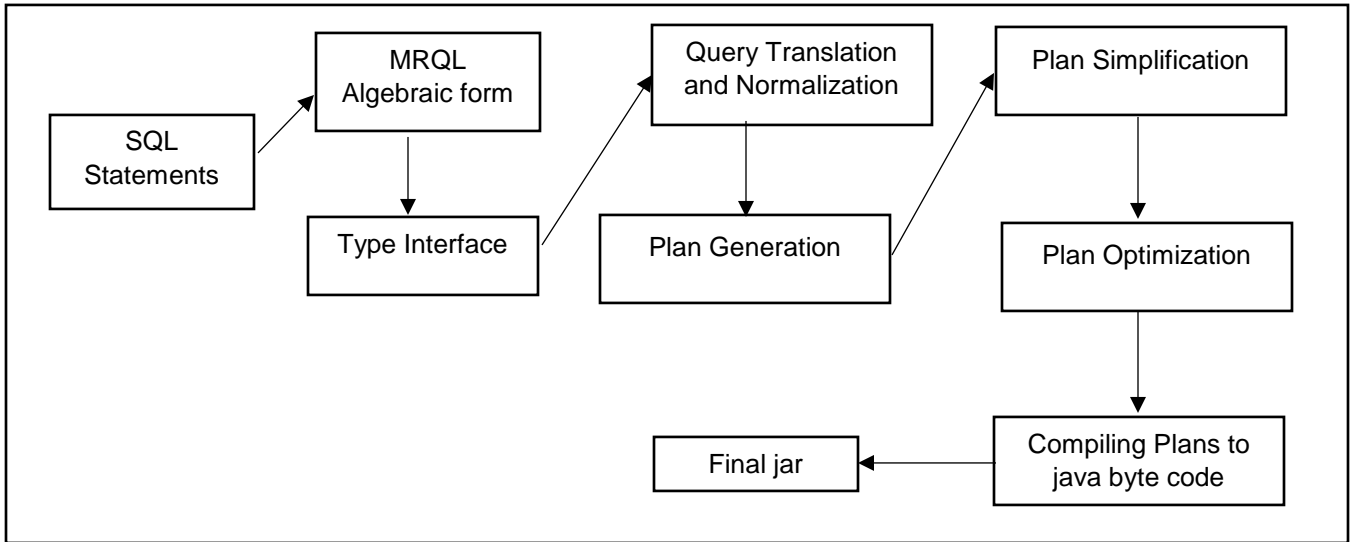 SQL
Statements
MRQL
Algebraic form
Type Interface
Query Translation
and Normalization
Plan Generation
Plan Simplification
Plan Optimization
Compiling Plans to
java byte code
Final jar